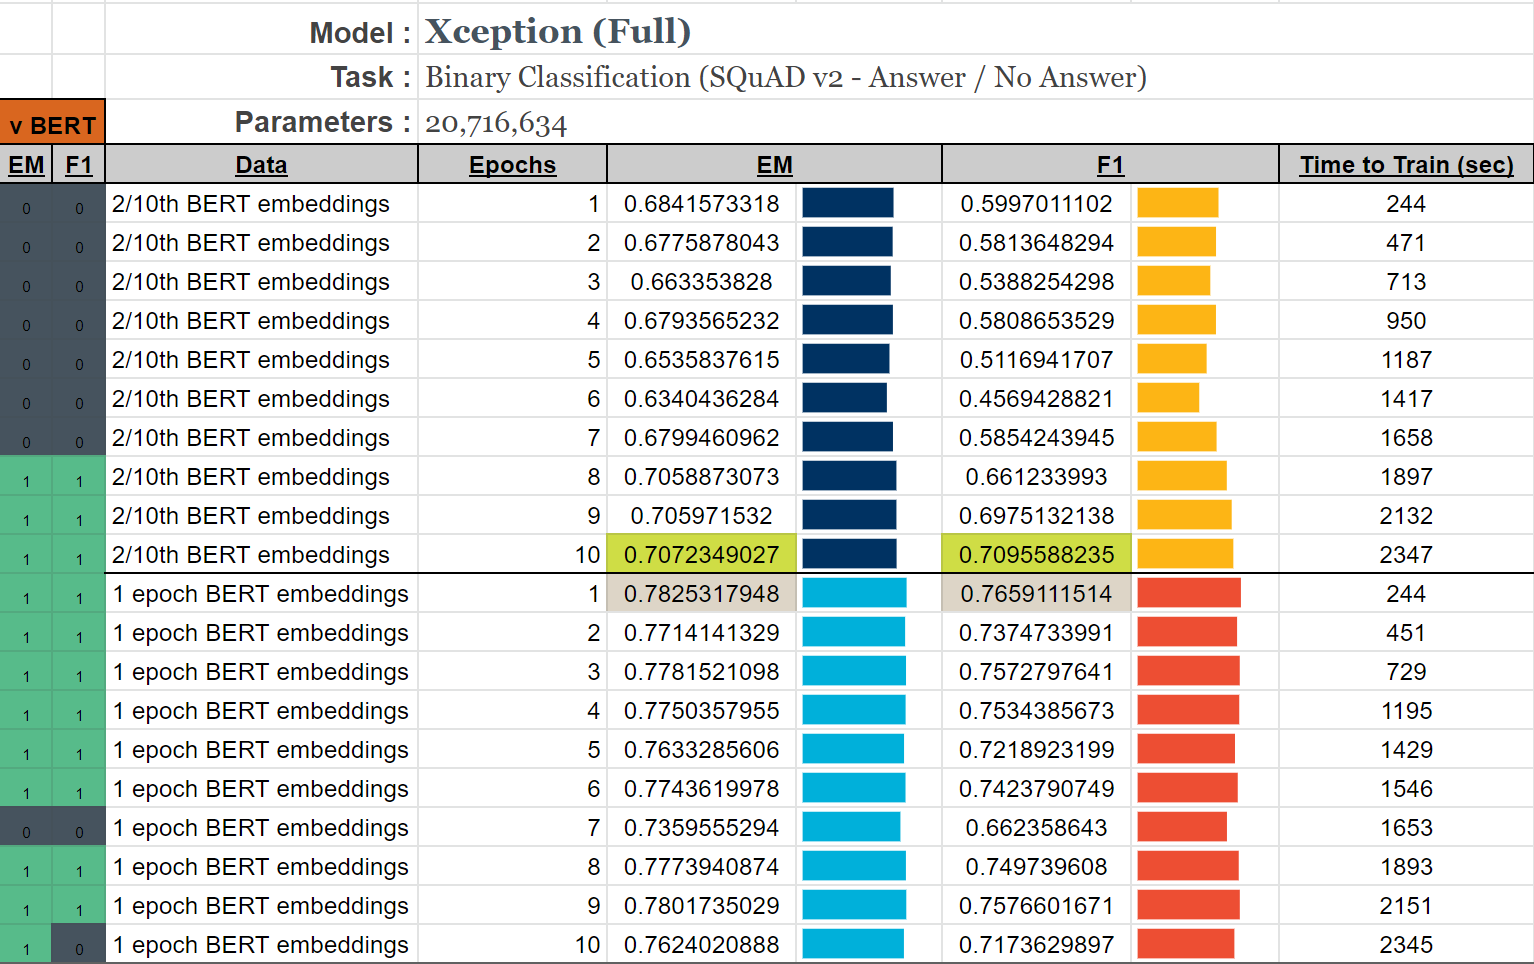 Model : Xception (Full)
Task : Binary Classification (SQuAD v2 - Answer / No Answer)
v BERT Parameters : 20,716,634
EM F1 Data Epochs EM F1 Time to Train (sec)
0 0 2/10th BERT embeddings 1 0.6841573318 0.5997011102 244
0 0 2/10th BERT embeddings 2 0.6775878043 0.5813648294 471
0 0 2/10th BERT embeddings 3 0.663353828 0.5388254298 713
0 0 2/10th BERT embeddings 4 0.6793565232 0.5808653529 950
0 0 2/10th BERT embeddings 5 0.6535837615 0.5116941707 1187
0 0 2/10th BERT embeddings 6 0.6340436284 0.4569428821 1417
0 0 2/10th BERT embeddings 7 0.6799460962 0.5854243945 1658
1 1 2/10th BERT embeddings 8 0.7058873073 0.661233993 1897
1 1 2/10th BERT embeddings 9 0.705971532 0.6975132138 2132
1 1 2/10th BERT embeddings 10 0.7072349027 0.7095588235 2347
1 1 1 epoch BERT embeddings 1 0.7825317948 0.7659111514 244
1 1 1 epoch BERT embeddings 2 0.7714141329 0.7374733991 451
1 1 1 epoch BERT embeddings 3 0.7781521098 0.7572797641 729
1 1 1 epoch BERT embeddings 4 0.7750357955 0.7534385673 1195
1 1 1 epoch BERT embeddings 5 0.7633285606 0.7218923199 1429
1 1 1 epoch BERT embeddings 6 0.7743619978 0.7423790749 1546
0 0 1 epoch BERT embeddings 7 0.7359555294 0.662358643 1653
1 1 1 epoch BERT embeddings 8 0.7773940874 0.749739608 1893
1 1 1 epoch BERT embeddings 9 0.7801735029 0.7576601671 2151
1 0 1 epoch BERT embeddings 10 0.7624020888 0.7173629897 2345